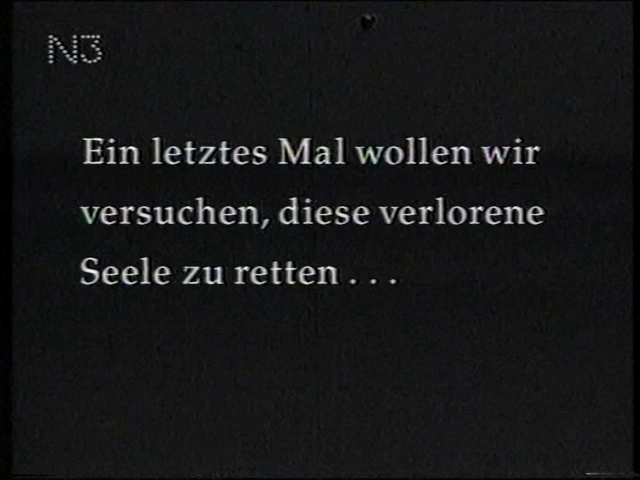 N3
Ein letztes Mal wollen wir
versuchen, diese verlorene
Seele zu retten . . .